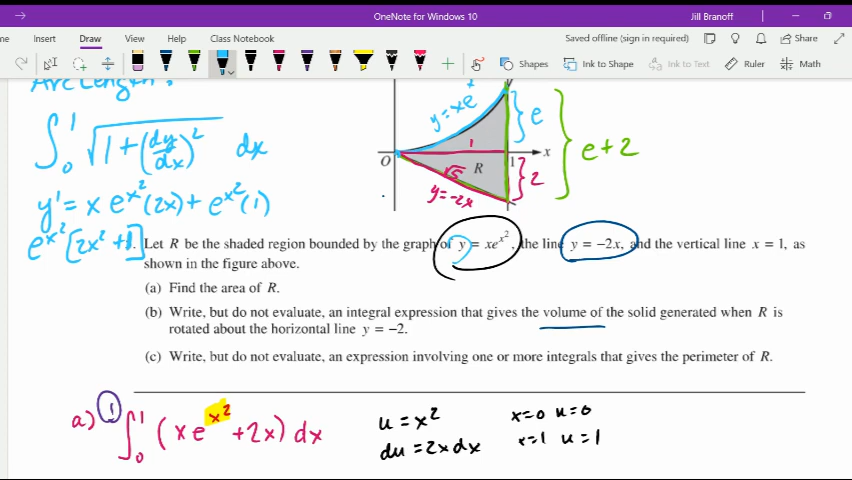 OneNote for Windows 10
Jill Branoff
Insert Draw View Help Class Notebook
Saved offline (sign in required)
Share
Shapes
Ink to Shape
Ink to Text
Ruler
Math
Arc Length:
∫₀¹ √(1 + (dy/dx)²) dx
y' = x e^(x²)(2x) + e^(x²)(1)
e^(x²)[2x² + 1]
y = xe
1
O
x
1
R
√5
y = -2x
e
2
e + 2
Let R be the shaded region bounded by the graph of y = xe^(x²), the line y = −2x, and the vertical line x = 1, as
shown in the figure above.
(a) Find the area of R.
(b) Write, but do not evaluate, an integral expression that gives the volume of the solid generated when R is
rotated about the horizontal line y = −2.
(c) Write, but do not evaluate, an expression involving one or more integrals that gives the perimeter of R.
a) ① ∫₀¹ (x e^(x²) + 2x) dx
u = x²
du = 2x dx
x=0 u=0
x=1 u=1